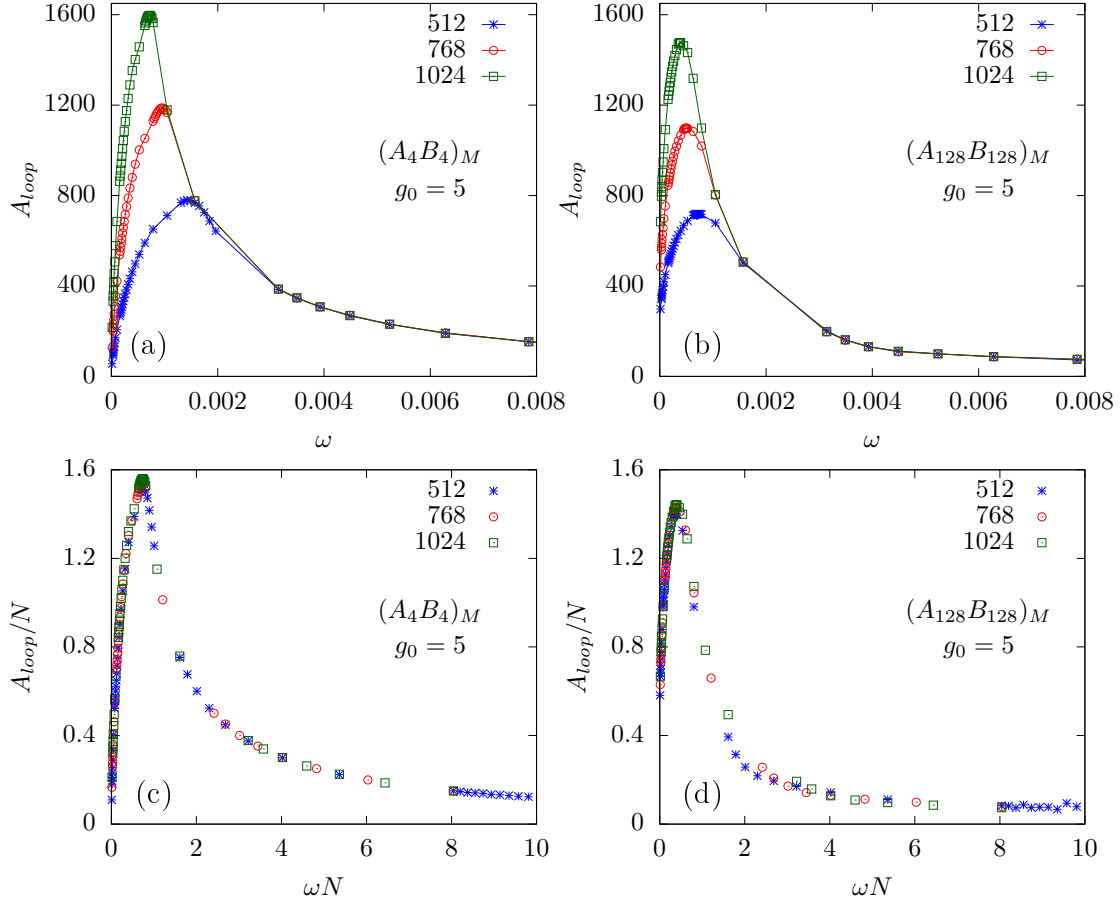 1600
1200
800
400
0
A_{loop}
512
768
1024
(A_4B_4)_M
g_0 = 5
(a)
0 0.002 0.004 0.006 0.008
ω
1600
1200
800
400
0
A_{loop}
512
768
1024
(A_{128}B_{128})_M
g_0 = 5
(b)
0 0.002 0.004 0.006 0.008
ω
1.6
1.2
0.8
0.4
0
A_{loop}/N
512
768
1024
(A_4B_4)_M
g_0 = 5
(c)
0 2 4 6 8 10
ωN
1.6
1.2
0.8
0.4
0
A_{loop}/N
512
768
1024
(A_{128}B_{128})_M
g_0 = 5
(d)
0 2 4 6 8 10
ωN